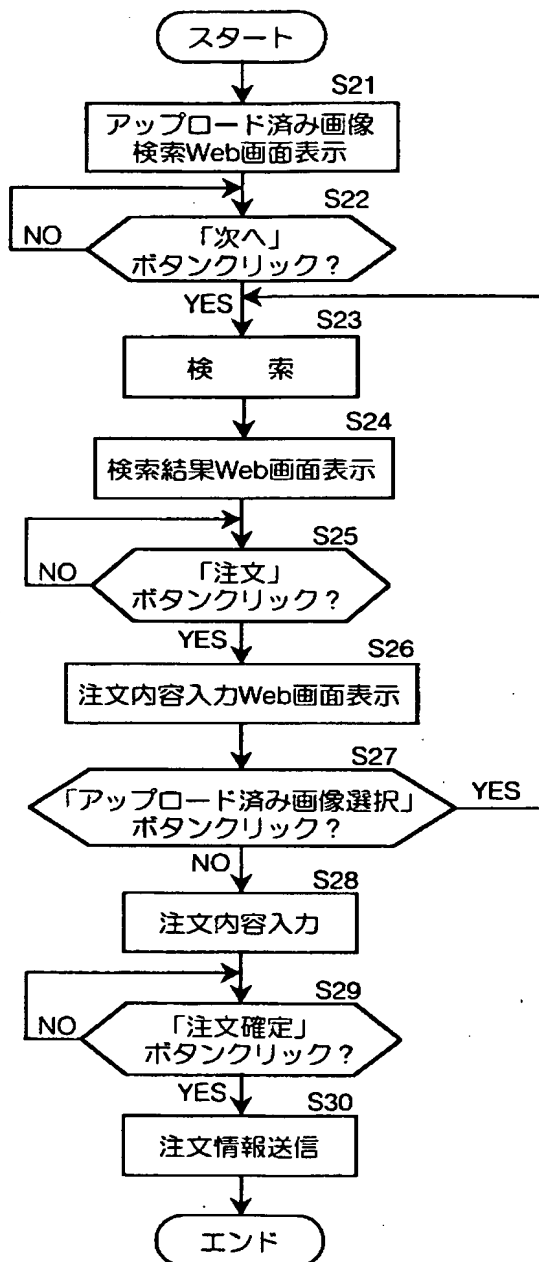 スタート
S21
アップロード済み画像
検索Web画面表示
S22
NO
「次へ」
ボタンクリック？
YES
S23
検　　索
S24
検索結果Web画面表示
S25
NO
「注文」
ボタンクリック？
YES
S26
注文内容入力Web画面表示
S27
「アップロード済み画像選択」
ボタンクリック？
YES
NO
S28
注文内容入力
S29
NO
「注文確定」
ボタンクリック？
YES
S30
注文情報送信
エンド